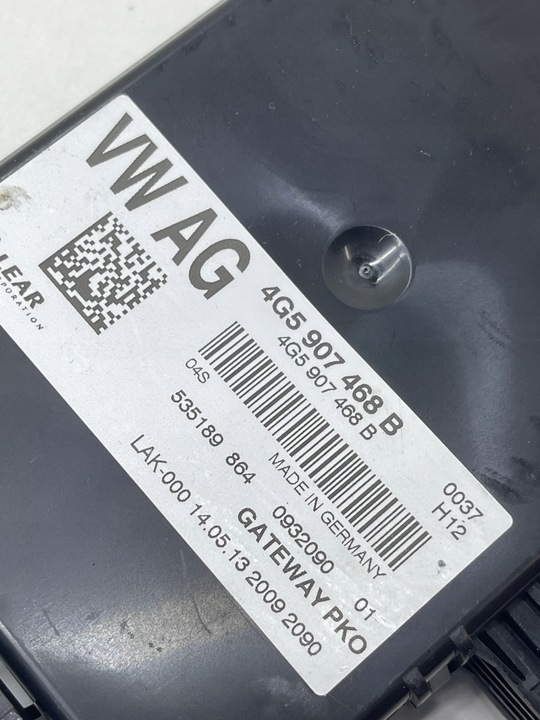 VW AG
LEAR
CORPORATION
4G5 907 468 B
4G5 907 468 B
04S
0037
H12
535189 864
MADE IN GERMANY
0932090 01
GATEWAY PKO
LAK-000 14.05.13 2009 2090